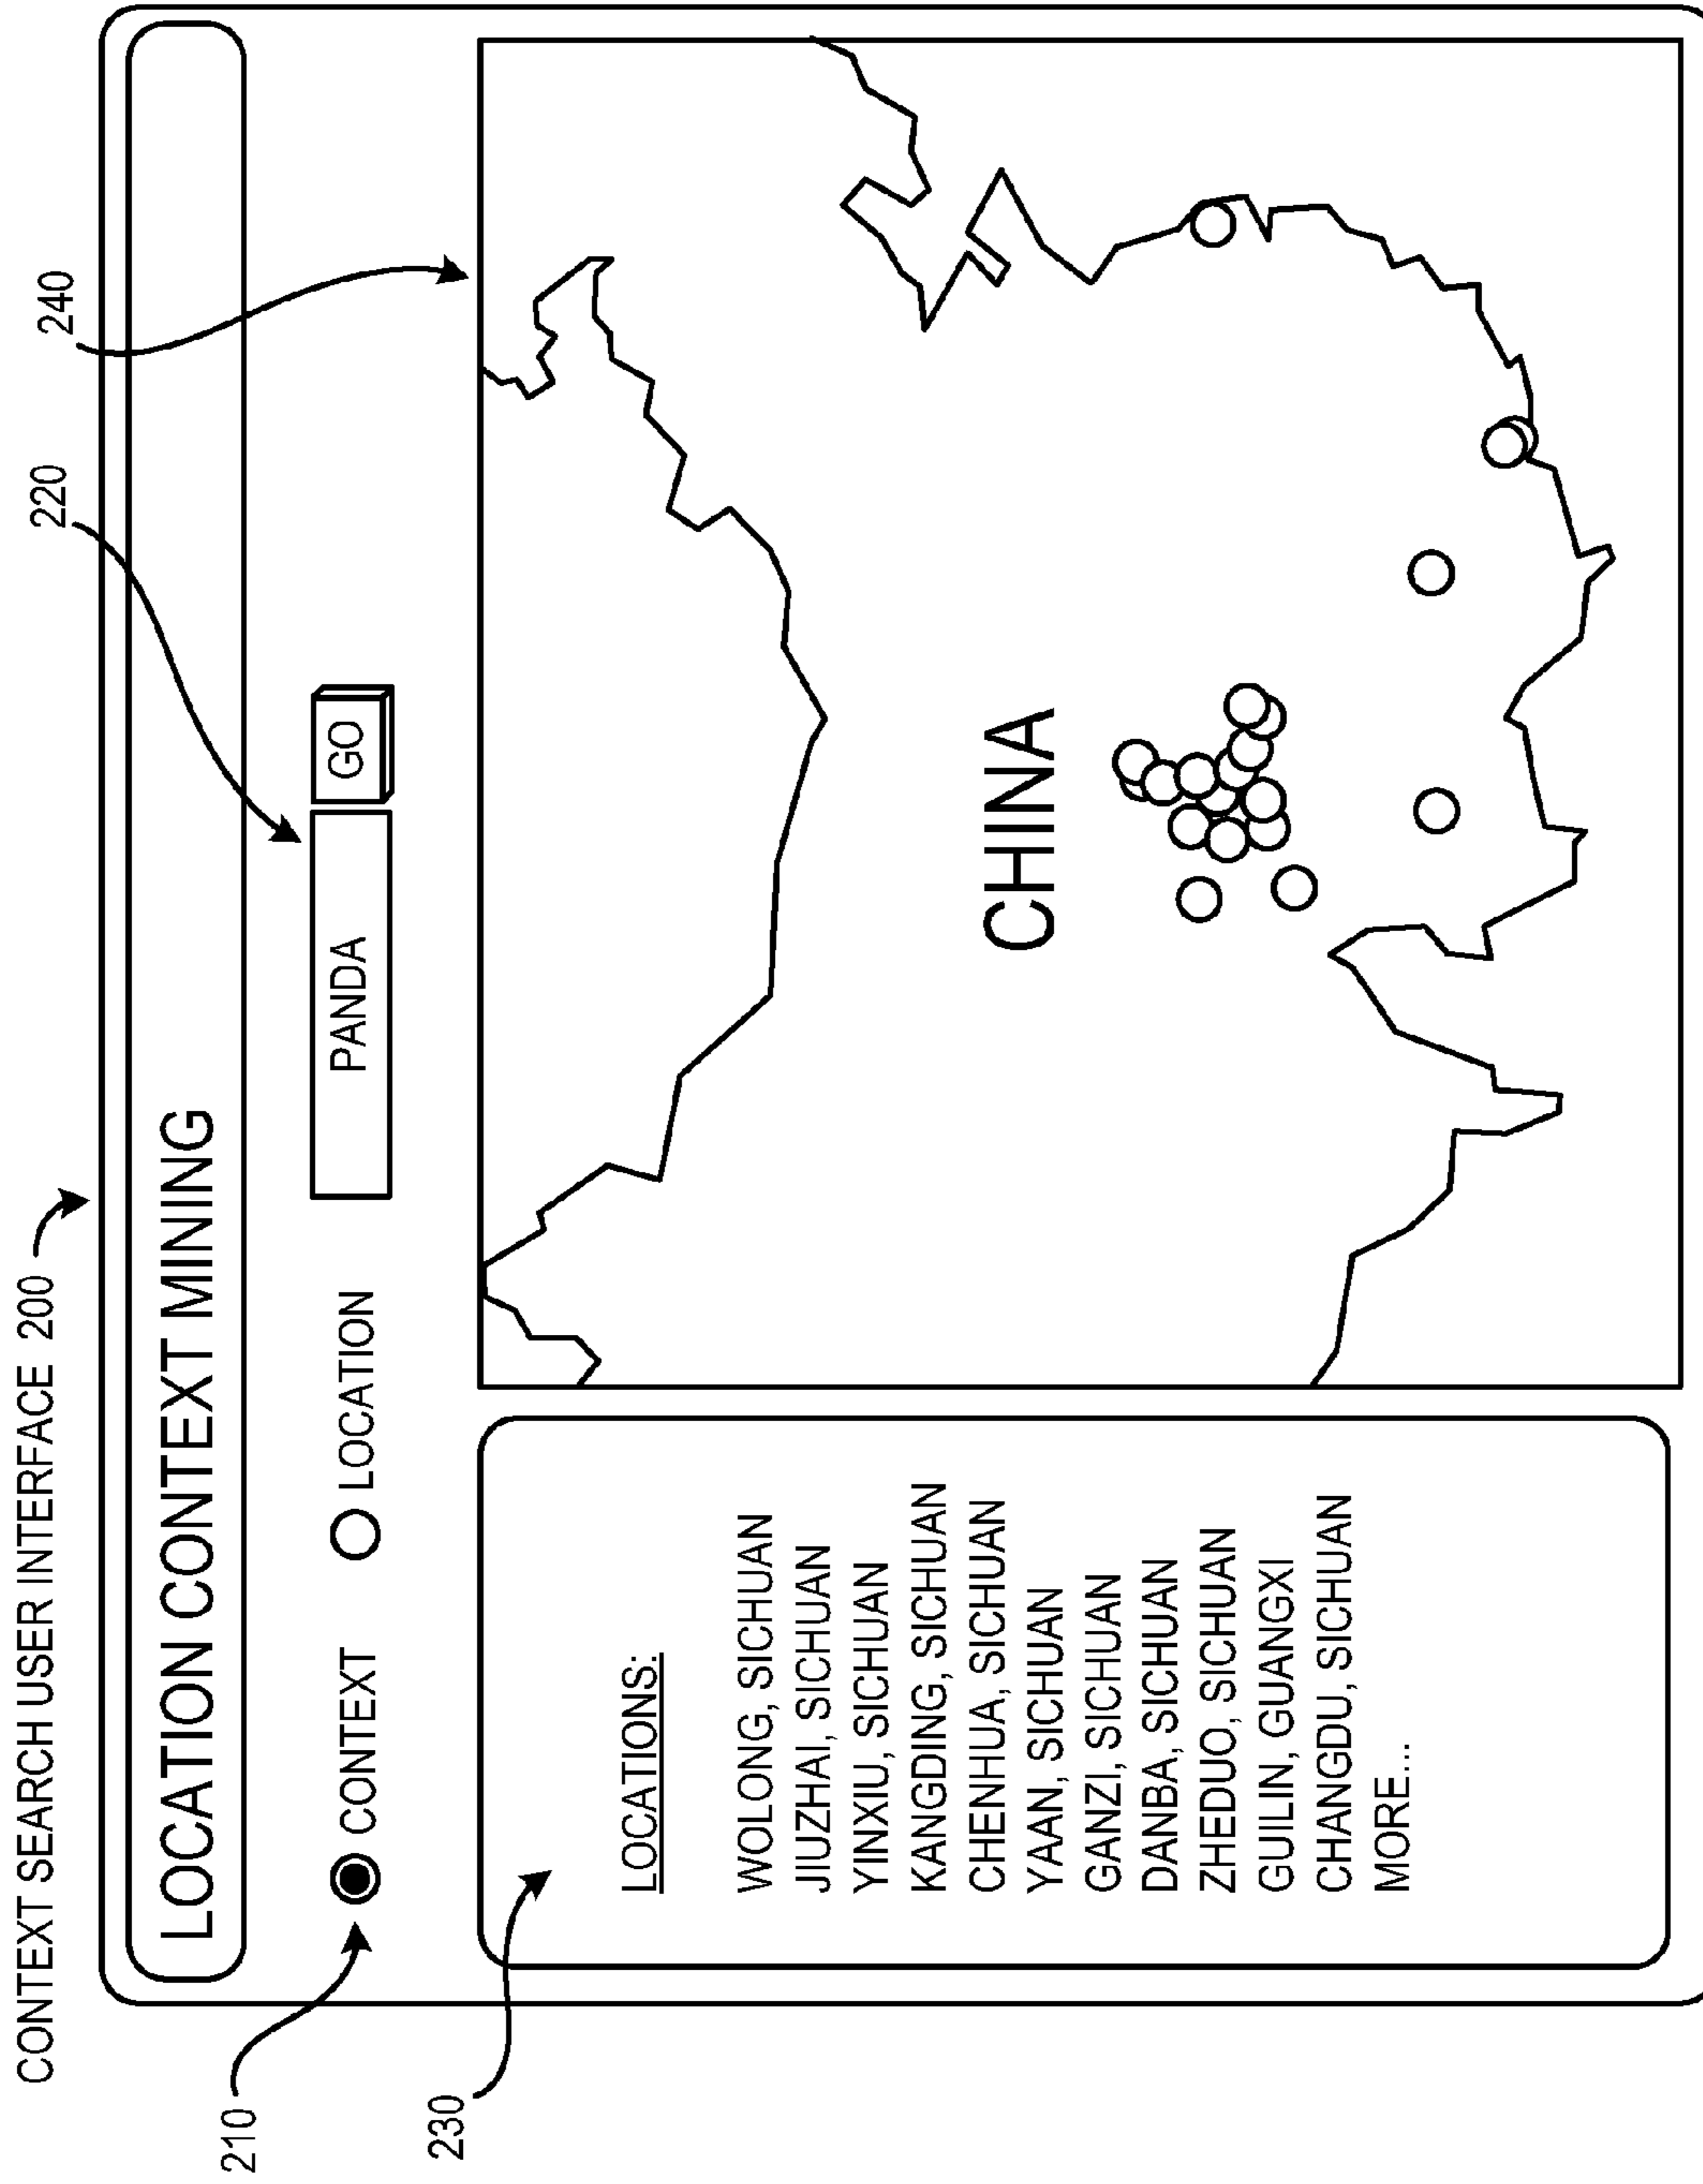 CONTEXT SEARCH USER INTERFACE 200
220
240
LOCATION CONTEXT MINING
210
CONTEXT
LOCATION
PANDA
GO
230
LOCATIONS:
WOLONG, SICHUAN
JIUZHAI, SICHUAN
YINXIU, SICHUAN
KANGDING, SICHUAN
CHENHUA, SICHUAN
YAAN, SICHUAN
GANZI, SICHUAN
DANBA, SICHUAN
ZHEDUO, SICHUAN
GUILIN, GUANGXI
CHANGDU, SICHUAN
MORE...
CHINA